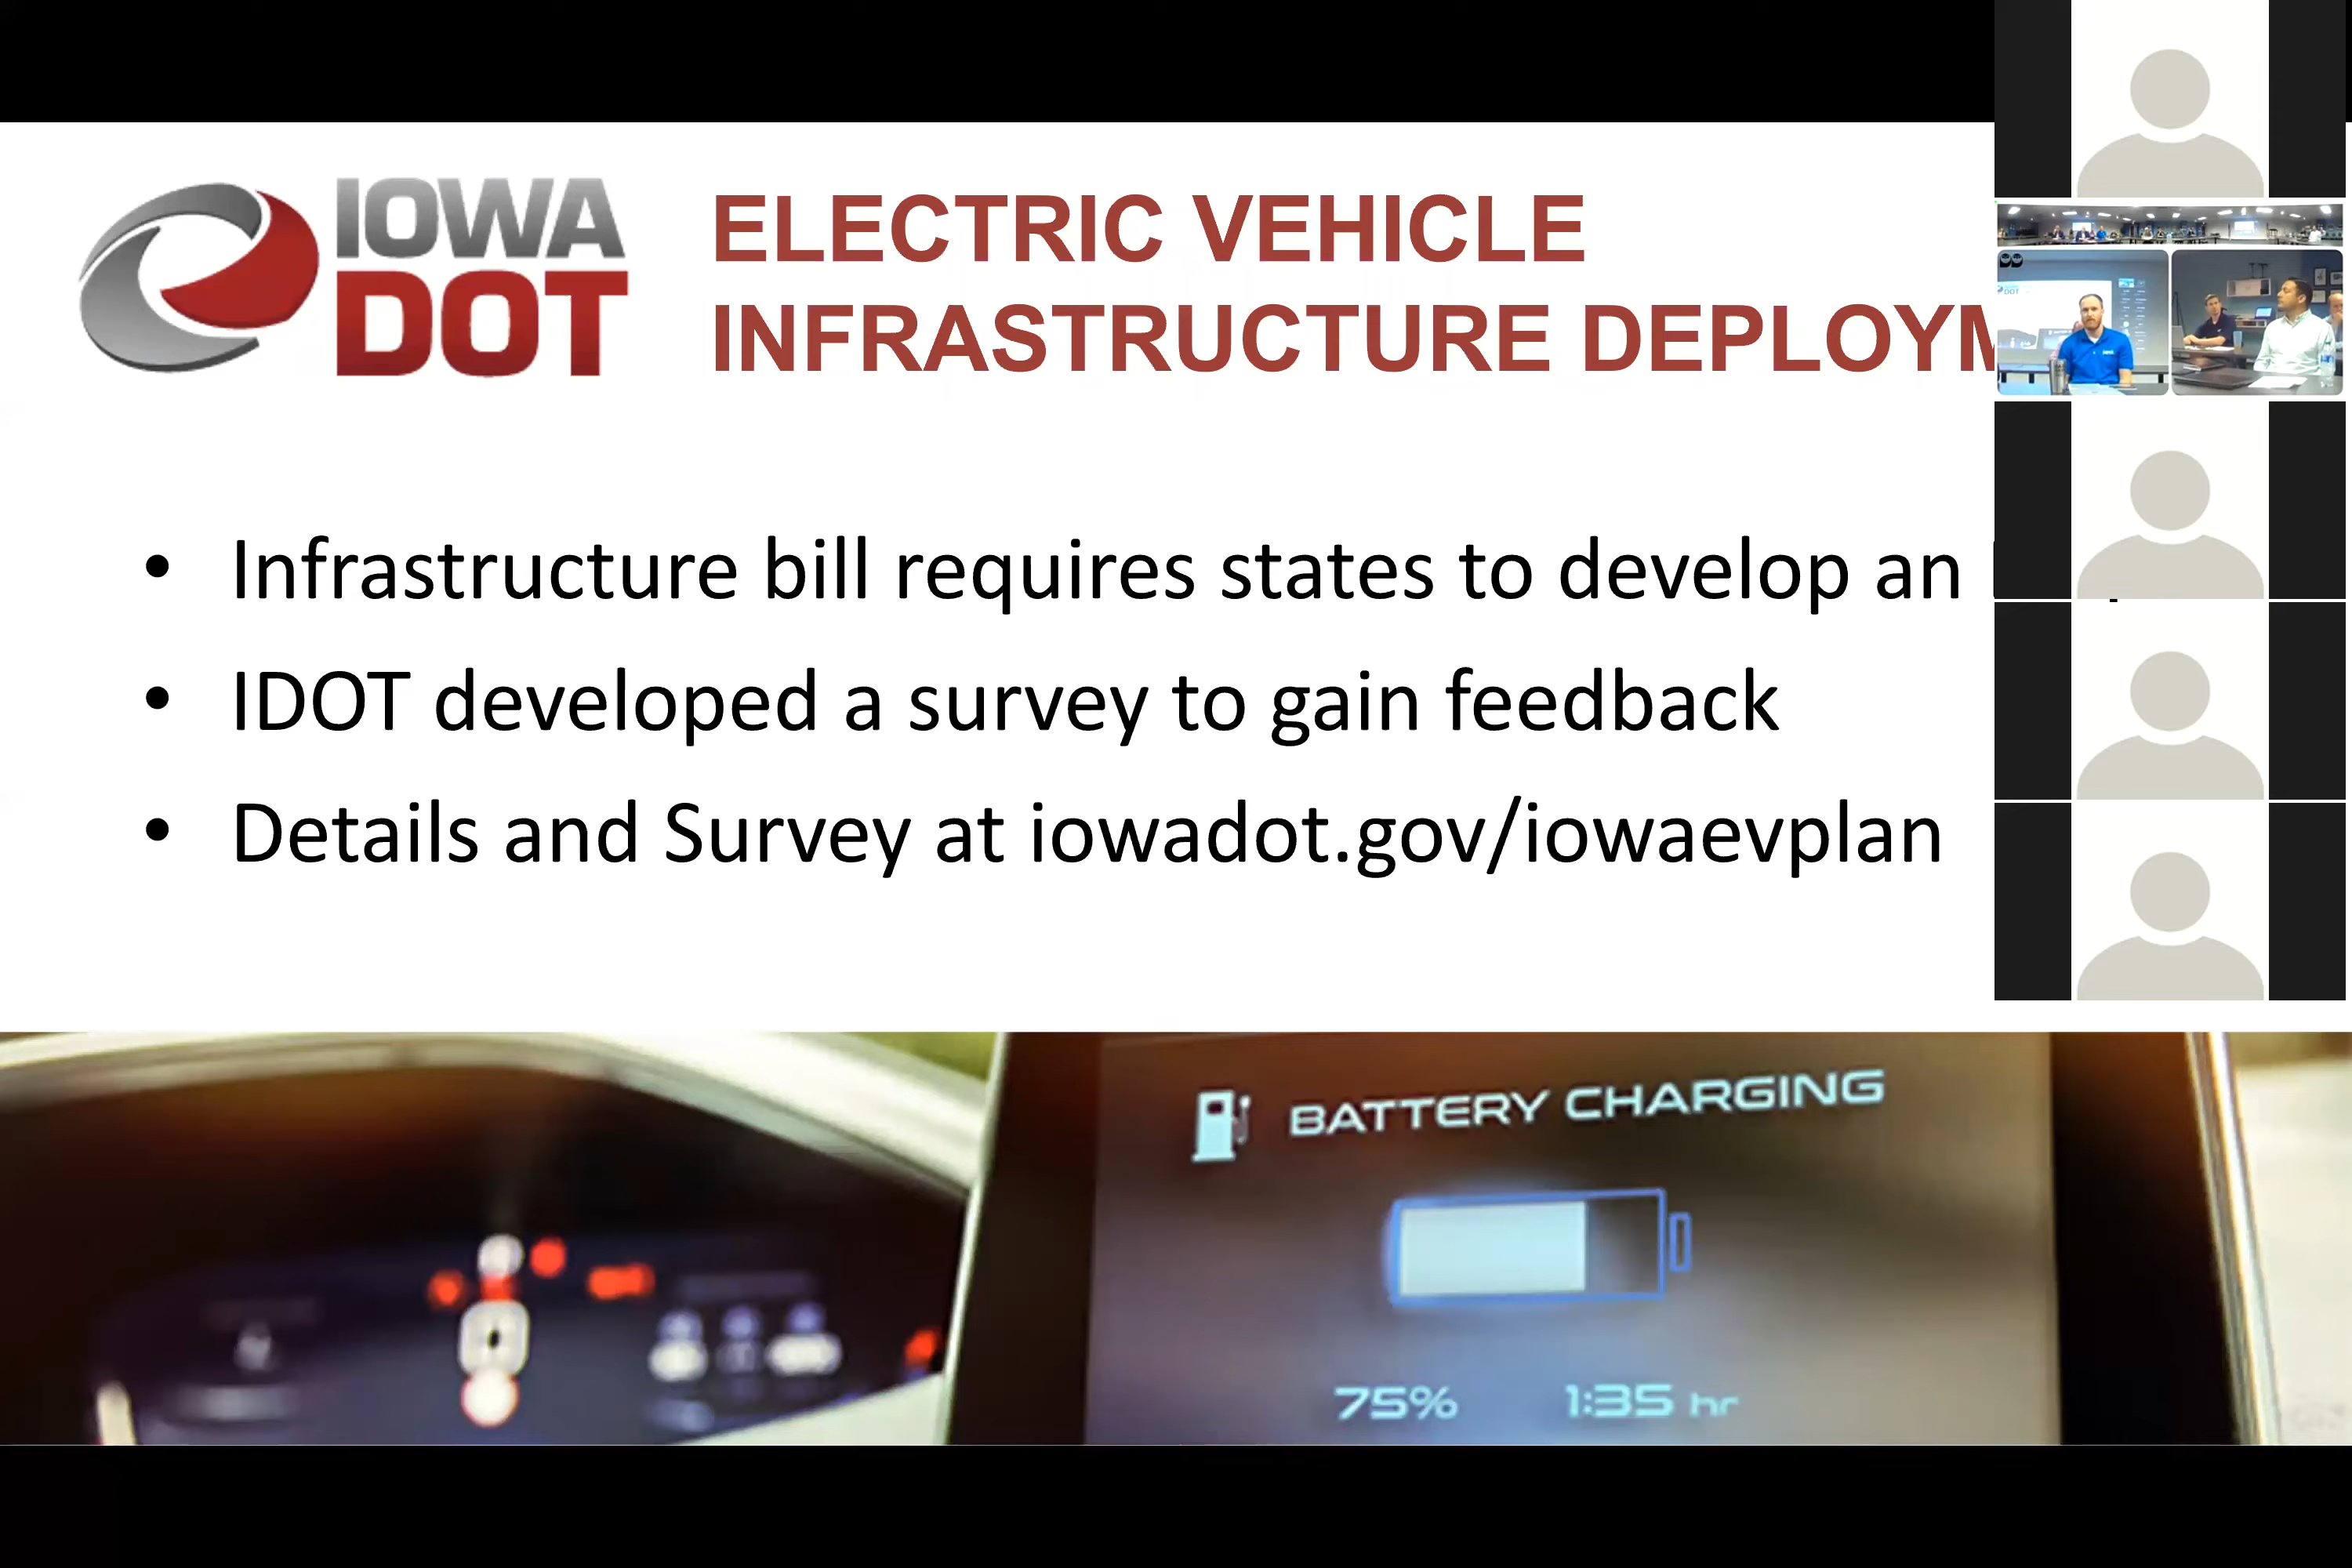 IOWA
DOT
ELECTRIC VEHICLE
INFRASTRUCTURE DEPLOYM
• Infrastructure bill requires states to develop an
• IDOT developed a survey to gain feedback
• Details and Survey at iowadot.gov/iowaevplan
BATTERY CHARGING
75% 1:35 hr